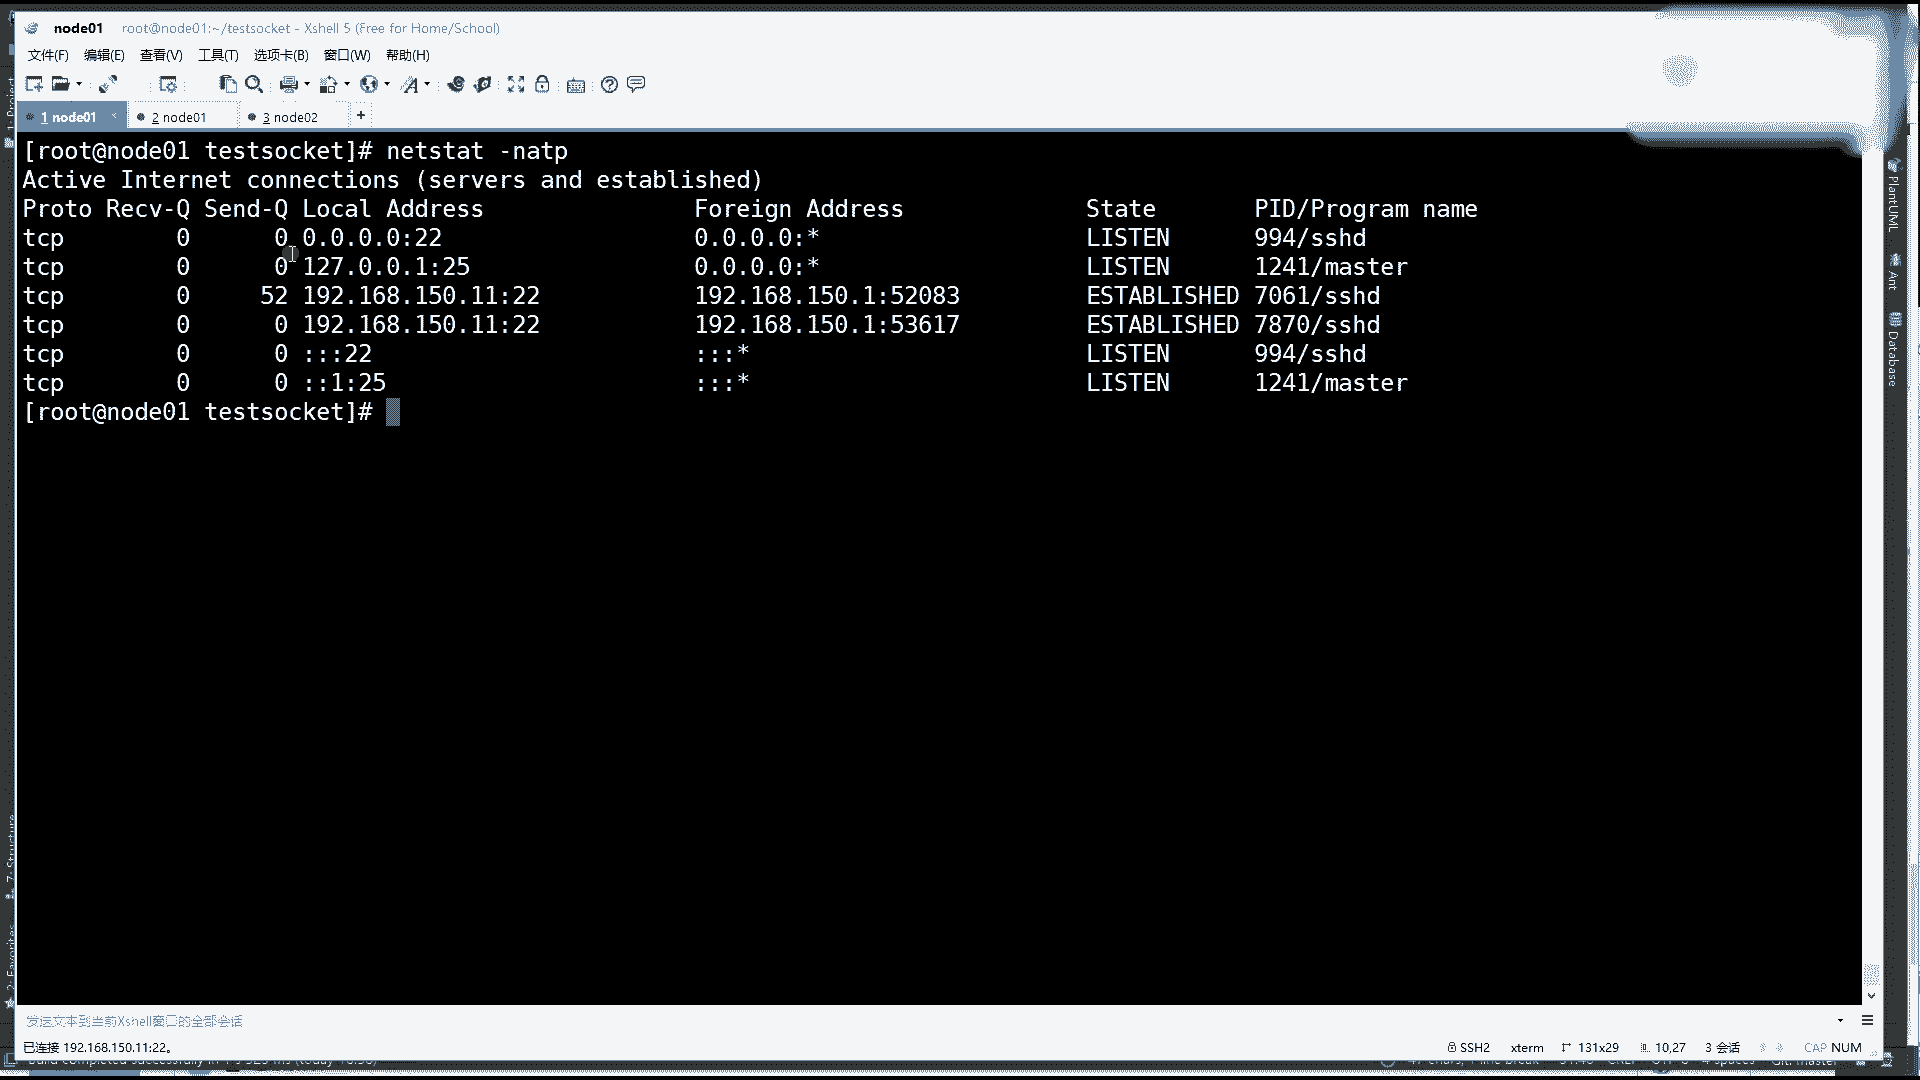 node01 root@node01:~/testsocket - Xshell 5 (Free for Home/School)
文件(F) 编辑(E) 查看(V) 工具(T) 选项卡(B) 窗口(W) 帮助(H)
1 node01 × 2 node01 3 node02 +
[root@node01 testsocket]# netstat -natp
Active Internet connections (servers and established)
Proto Recv-Q Send-Q Local Address Foreign Address State PID/Program name
tcp 0 0 0.0.0.0:22 0.0.0.0:* LISTEN 994/sshd
tcp 0 0 127.0.0.1:25 0.0.0.0:* LISTEN 1241/master
tcp 0 52 192.168.150.11:22 192.168.150.1:52083 ESTABLISHED 7061/sshd
tcp 0 0 192.168.150.11:22 192.168.150.1:53617 ESTABLISHED 7870/sshd
tcp 0 0 :::22 :::* LISTEN 994/sshd
tcp 0 0 ::1:25 :::* LISTEN 1241/master
[root@node01 testsocket]#
发送文本到当前Xshell窗口的全部会话
已连接 192.168.150.11:22。 SSH2 xterm 131x29 10,27 3 会话 CAP NUM
PlantUML
Ant
Database
1: Project
7: Structure
2: Favorites